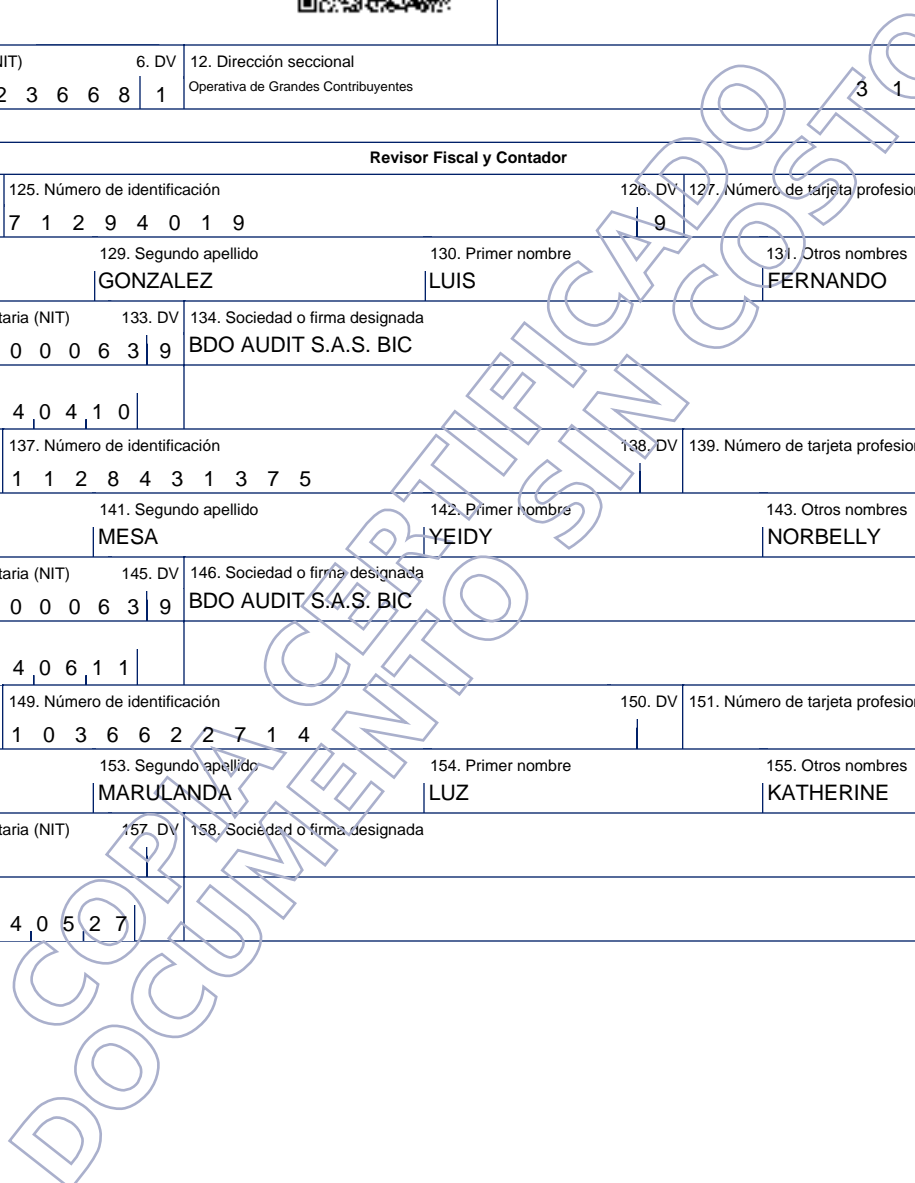 IIT) 6. DV 12. Dirección seccional
2 3 6 6 8 1 Operativa de Grandes Contribuyentes 3 1
Revisor Fiscal y Contador
125. Número de identificación 126. DV 127. Número de tarjeta profesion
7 1 2 9 4 0 1 9 9
129. Segundo apellido 130. Primer nombre 131. Otros nombres
GONZALEZ LUIS FERNANDO
taria (NIT) 133. DV 134. Sociedad o firma designada
0 0 0 6 3 9 BDO AUDIT S.A.S. BIC
4 0 4 1 0
137. Número de identificación 138. DV 139. Número de tarjeta profesion
1 1 2 8 4 3 1 3 7 5
141. Segundo apellido 142. Primer nombre 143. Otros nombres
MESA YEIDY NORBELLY
taria (NIT) 145. DV 146. Sociedad o firma designada
0 0 0 6 3 9 BDO AUDIT S.A.S. BIC
4 0 6 1 1
149. Número de identificación 150. DV 151. Número de tarjeta profesion
1 0 3 6 6 2 2 7 1 4
153. Segundo apellido 154. Primer nombre 155. Otros nombres
MARULANDA LUZ KATHERINE
taria (NIT) 157. DV 158. Sociedad o firma designada
4 0 5 2 7
COPIA CERTIFICADO
DOCUMENTO SIN COSTO